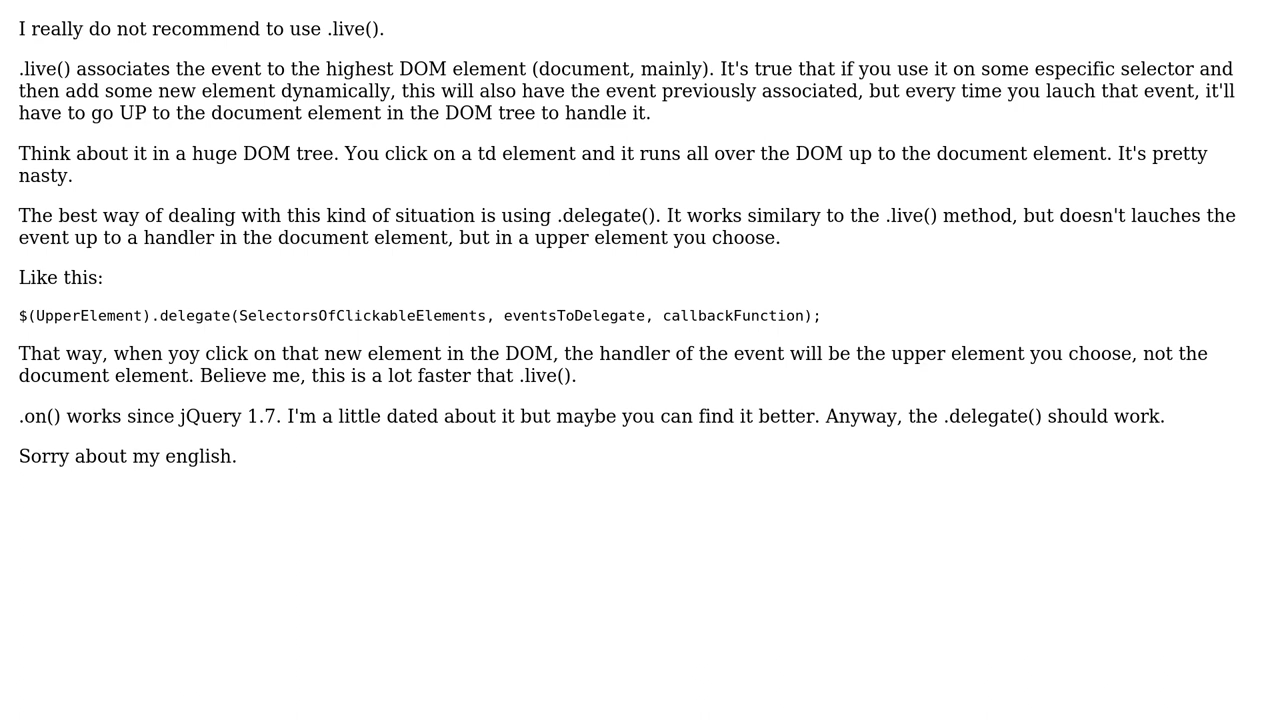 I really do not recommend to use .live().
.live() associates the event to the highest DOM element (document, mainly). It's true that if you use it on some especific selector and
then add some new element dynamically, this will also have the event previously associated, but every time you lauch that event, it'll
have to go UP to the document element in the DOM tree to handle it.
Think about it in a huge DOM tree. You click on a td element and it runs all over the DOM up to the document element. It's pretty
nasty.
The best way of dealing with this kind of situation is using .delegate(). It works similary to the .live() method, but doesn't lauches the
event up to a handler in the document element, but in a upper element you choose.
Like this:
$(UpperElement).delegate(SelectorsOfClickableElements, eventsToDelegate, callbackFunction);
That way, when yoy click on that new element in the DOM, the handler of the event will be the upper element you choose, not the
document element. Believe me, this is a lot faster that .live().
.on() works since jQuery 1.7. I'm a little dated about it but maybe you can find it better. Anyway, the .delegate() should work.
Sorry about my english.